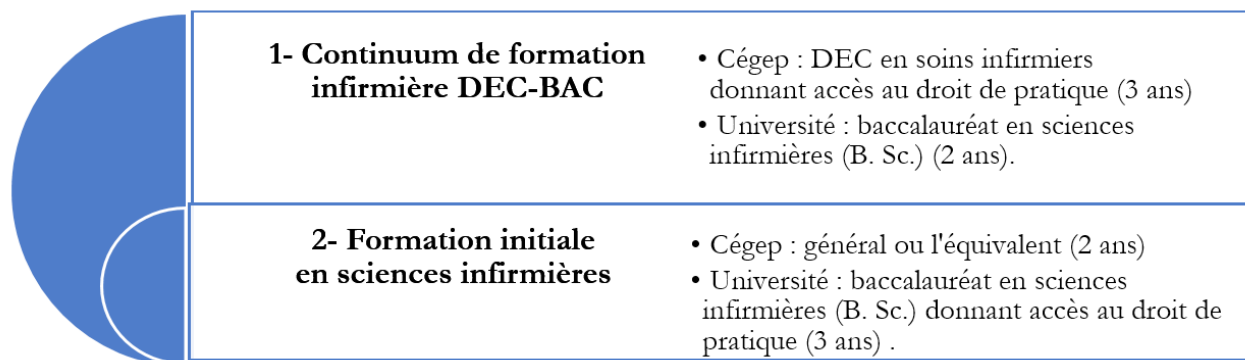 1- Continuum de formation
infirmière DEC-BAC
• Cégep : DEC en soins infirmiers
donnant accès au droit de pratique (3 ans)
• Université : baccalauréat en sciences
infirmières (B. Sc.) (2 ans).
2- Formation initiale
en sciences infirmières
• Cégep : général ou l'équivalent (2 ans)
• Université : baccalauréat en sciences
infirmières (B. Sc.) donnant accès au droit de
pratique (3 ans) .